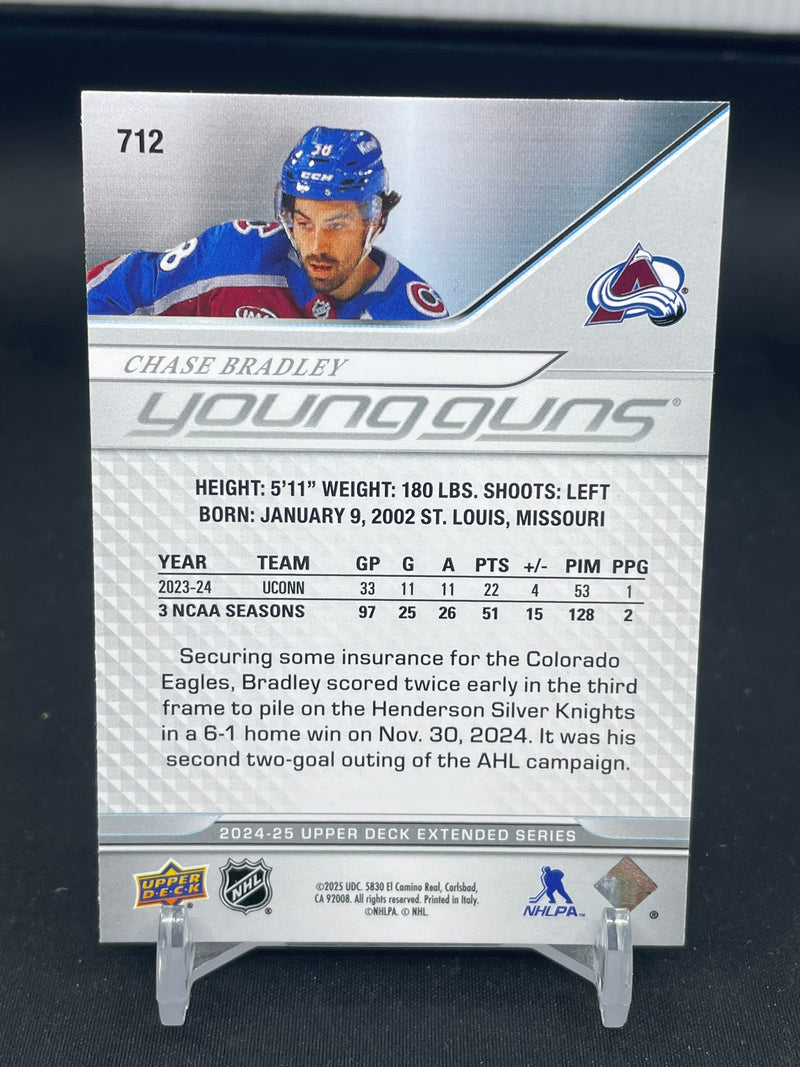 712
38
CCM
8
A
®
CHASE BRADLEY
young guns®
HEIGHT: 5'11" WEIGHT: 180 LBS. SHOOTS: LEFT
BORN: JANUARY 9, 2002 ST. LOUIS, MISSOURI
YEAR TEAM GP G A PTS +/- PIM PPG
2023-24 UCONN 33 11 11 22 4 53 1
3 NCAA SEASONS 97 25 26 51 15 128 2
Securing some insurance for the Colorado
Eagles, Bradley scored twice early in the third
frame to pile on the Henderson Silver Knights
in a 6-1 home win on Nov. 30, 2024. It was his
second two-goal outing of the AHL campaign.
2024-25 UPPER DECK EXTENDED SERIES
UPPER
D·E·C·K
®
NHL
®
©2025 UDC. 5830 El Camino Real, Carlsbad,
CA 92008. All rights reserved. Printed in Italy.
©NHLPA. © NHL.
NHLPA™
®